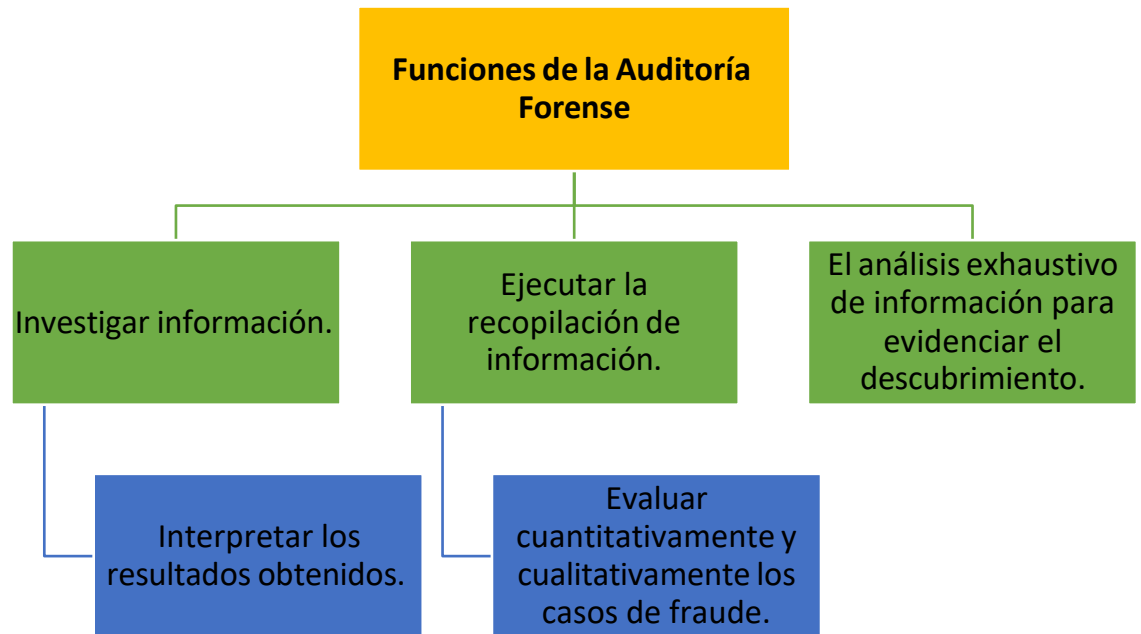 Funciones de la Auditoría
Forense
Investigar información.
Ejecutar la
recopilación de
información.
El análisis exhaustivo
de información para
evidenciar el
descubrimiento.
Interpretar los
resultados obtenidos.
Evaluar
cuantitativamente y
cualitativamente los
casos de fraude.